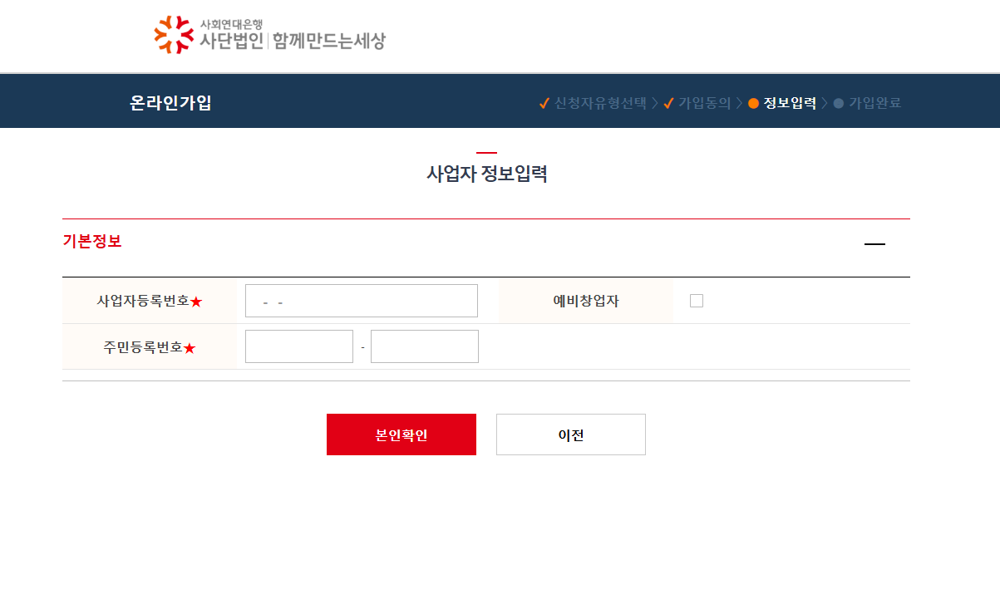 사회연대은행
사단법인 | 함께만드는세상
온라인가입
신청자유형선택 > 가입동의 > 정보입력 > 가입완료
사업자 정보입력
기본정보
사업자등록번호★ - - 예비창업자
주민등록번호★ -
본인확인 이전